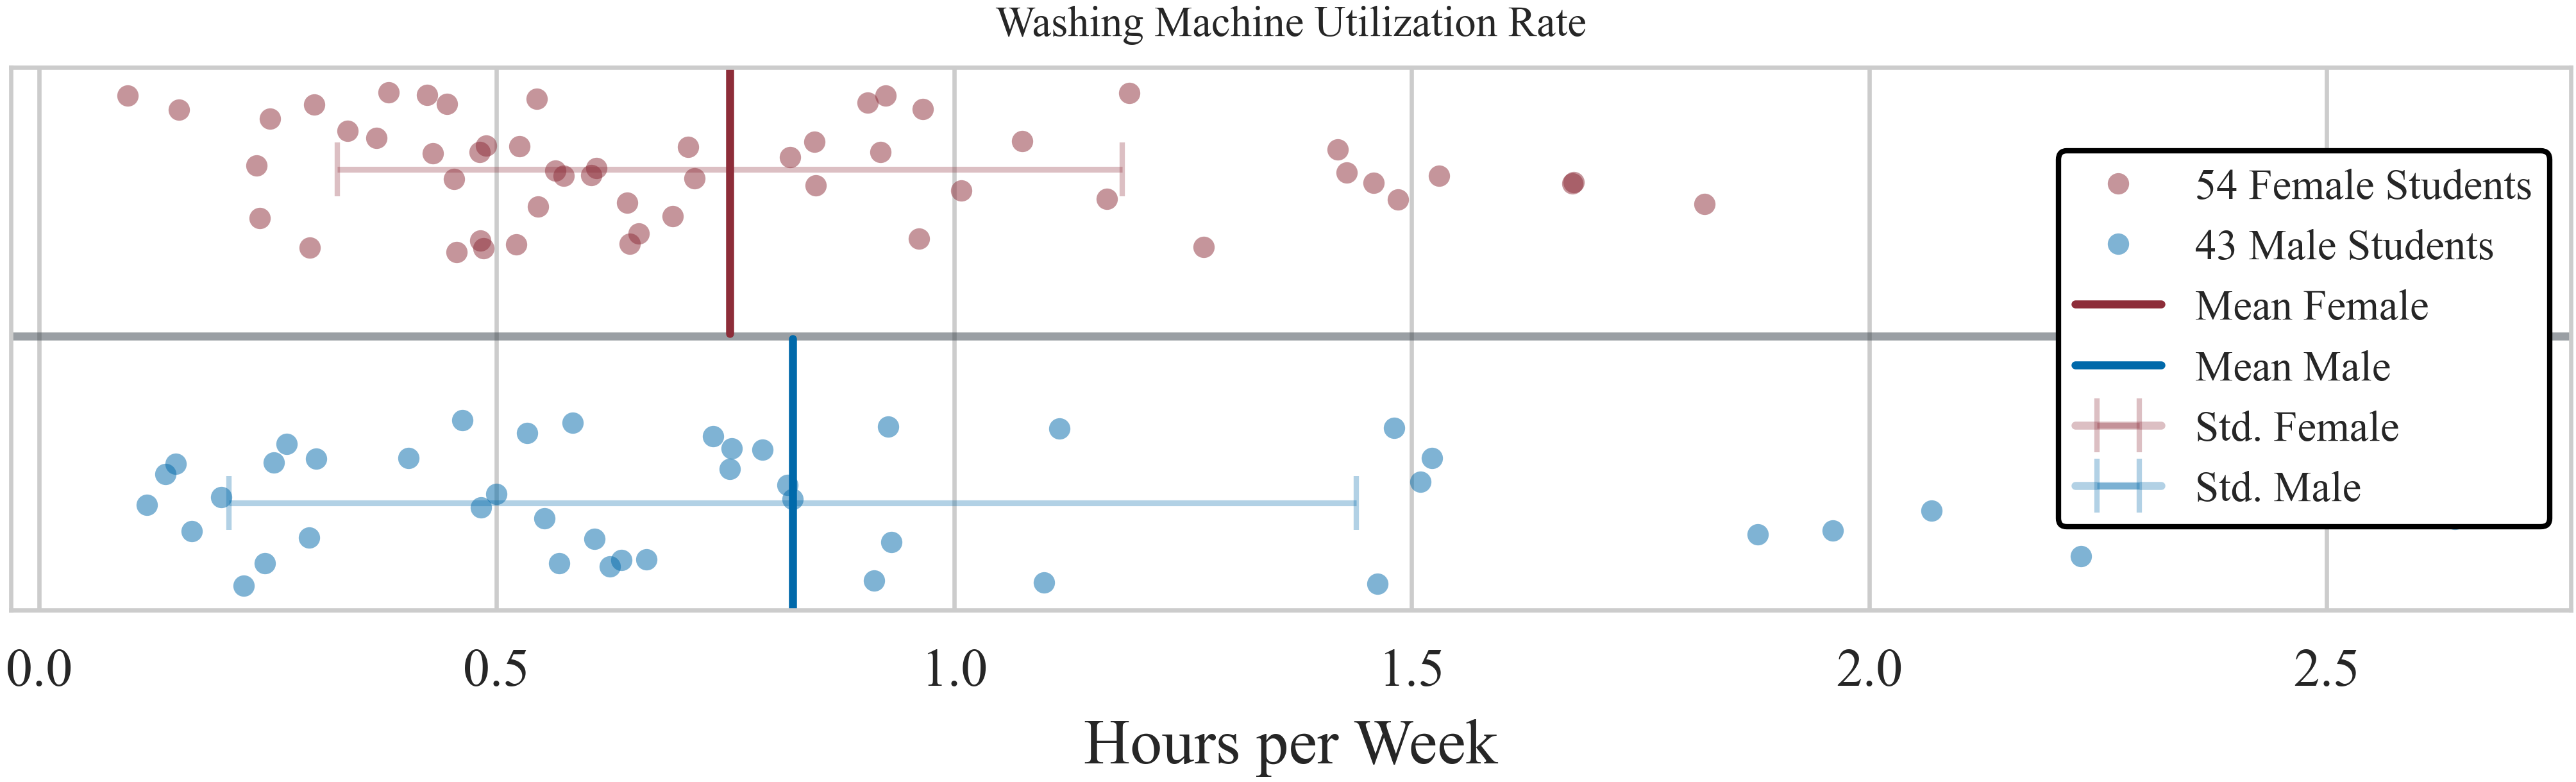 Washing Machine Utilization Rate
54 Female Students
43 Male Students
Mean Female
Mean Male
Std. Female
Std. Male
0.0 0.5 1.0 1.5 2.0 2.5
Hours per Week